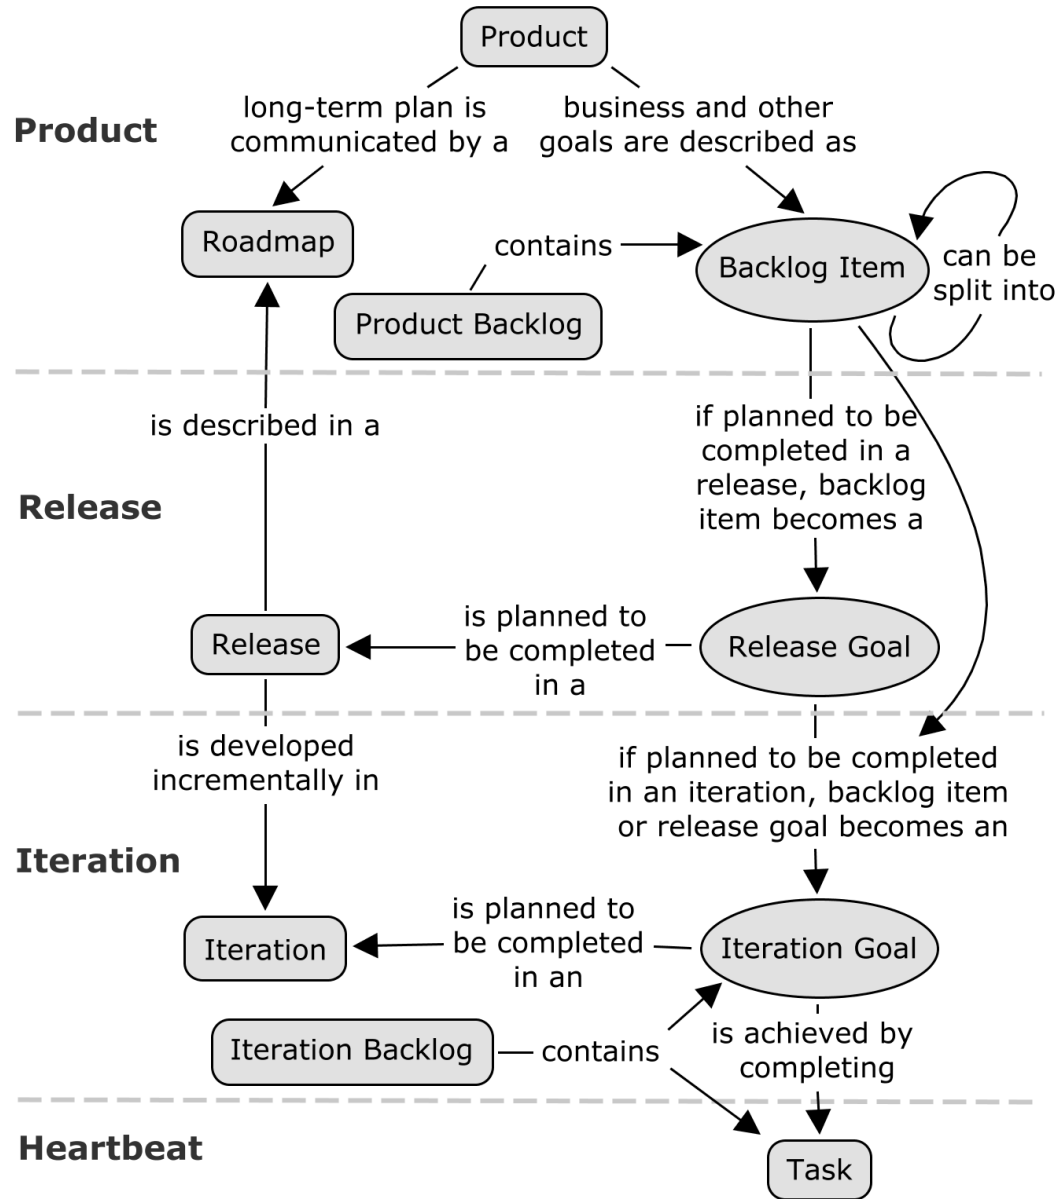 Product
long-term plan is
communicated by a
business and other
goals are described as
Product
Roadmap
contains
Backlog Item
can be
split into
Product Backlog
is described in a
if planned to be
completed in a
release, backlog
item becomes a
Release
Release
is planned to
be completed
in a
Release Goal
is developed
incrementally in
if planned to be completed
in an iteration, backlog item
or release goal becomes an
Iteration
Iteration
is planned to
be completed
in an
Iteration Goal
Iteration Backlog
contains
is achieved by
completing
Heartbeat
Task